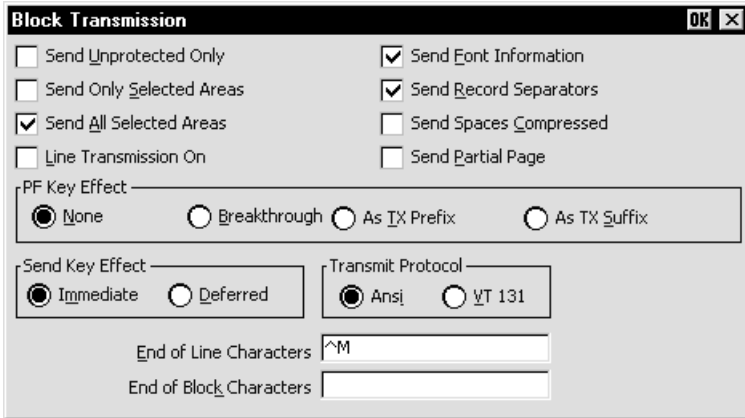 Block Transmission OK
Send Unprotected Only Send Font Information
Send Only Selected Areas Send Record Separators
Send All Selected Areas Send Spaces Compressed
Line Transmission On Send Partial Page
PF Key Effect
None Breakthrough As TX Prefix As TX Suffix
Send Key Effect Transmit Protocol
Immediate Deferred Ansi VT 131
End of Line Characters ^M
End of Block Characters